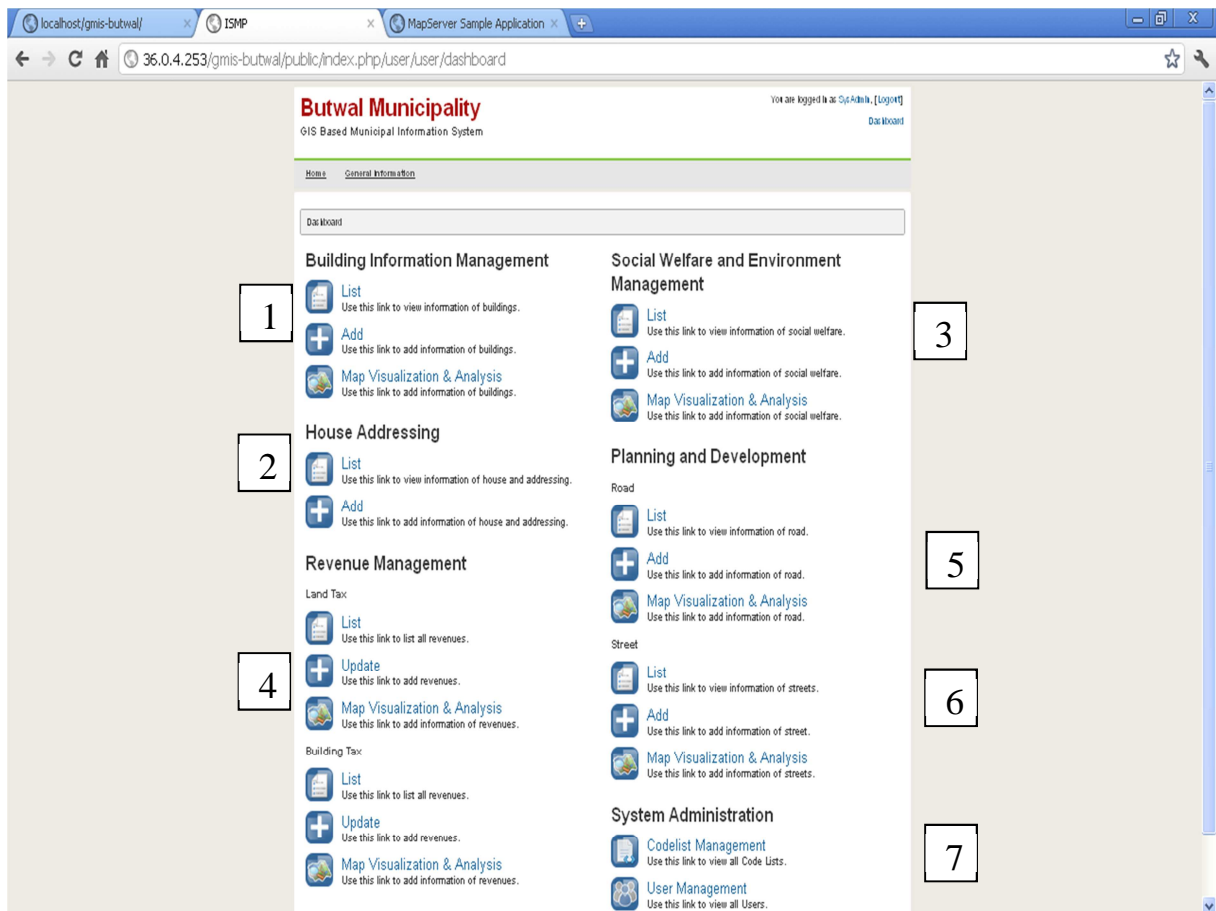 localhost/gmis-butwal/
ISMP
MapServer Sample Application
36.0.4.253/gmis-butwal/public/index.php/user/user/dashboard
Butwal Municipality
GIS Based Municipal Information System
You are logged in as SysAdmin, [Logout]
Dashboard
Home General Information
Dashboard
Building Information Management
1
List
Use this link to view information of buildings.
Add
Use this link to add information of buildings.
Map Visualization & Analysis
Use this link to add information of buildings.
House Addressing
2
List
Use this link to view information of house and addressing.
Add
Use this link to add information of house and addressing.
Revenue Management
Land Tax
List
Use this link to list all revenues.
4
Update
Use this link to add revenues.
Map Visualization & Analysis
Use this link to add information of revenues.
Building Tax
List
Use this link to list all revenues.
Update
Use this link to add revenues.
Map Visualization & Analysis
Use this link to add information of revenues.
Social Welfare and Environment
Management
List
Use this link to view information of social welfare.
3
Add
Use this link to add information of social welfare.
Map Visualization & Analysis
Use this link to add information of social welfare.
Planning and Development
Road
List
Use this link to view information of road.
5
Add
Use this link to add information of road.
Map Visualization & Analysis
Use this link to add information of road.
Street
List
Use this link to view information of streets.
6
Add
Use this link to add information of street.
Map Visualization & Analysis
Use this link to add information of streets.
System Administration
7
Codelist Management
Use this link to view all Code Lists.
User Management
Use this link to view all Users.